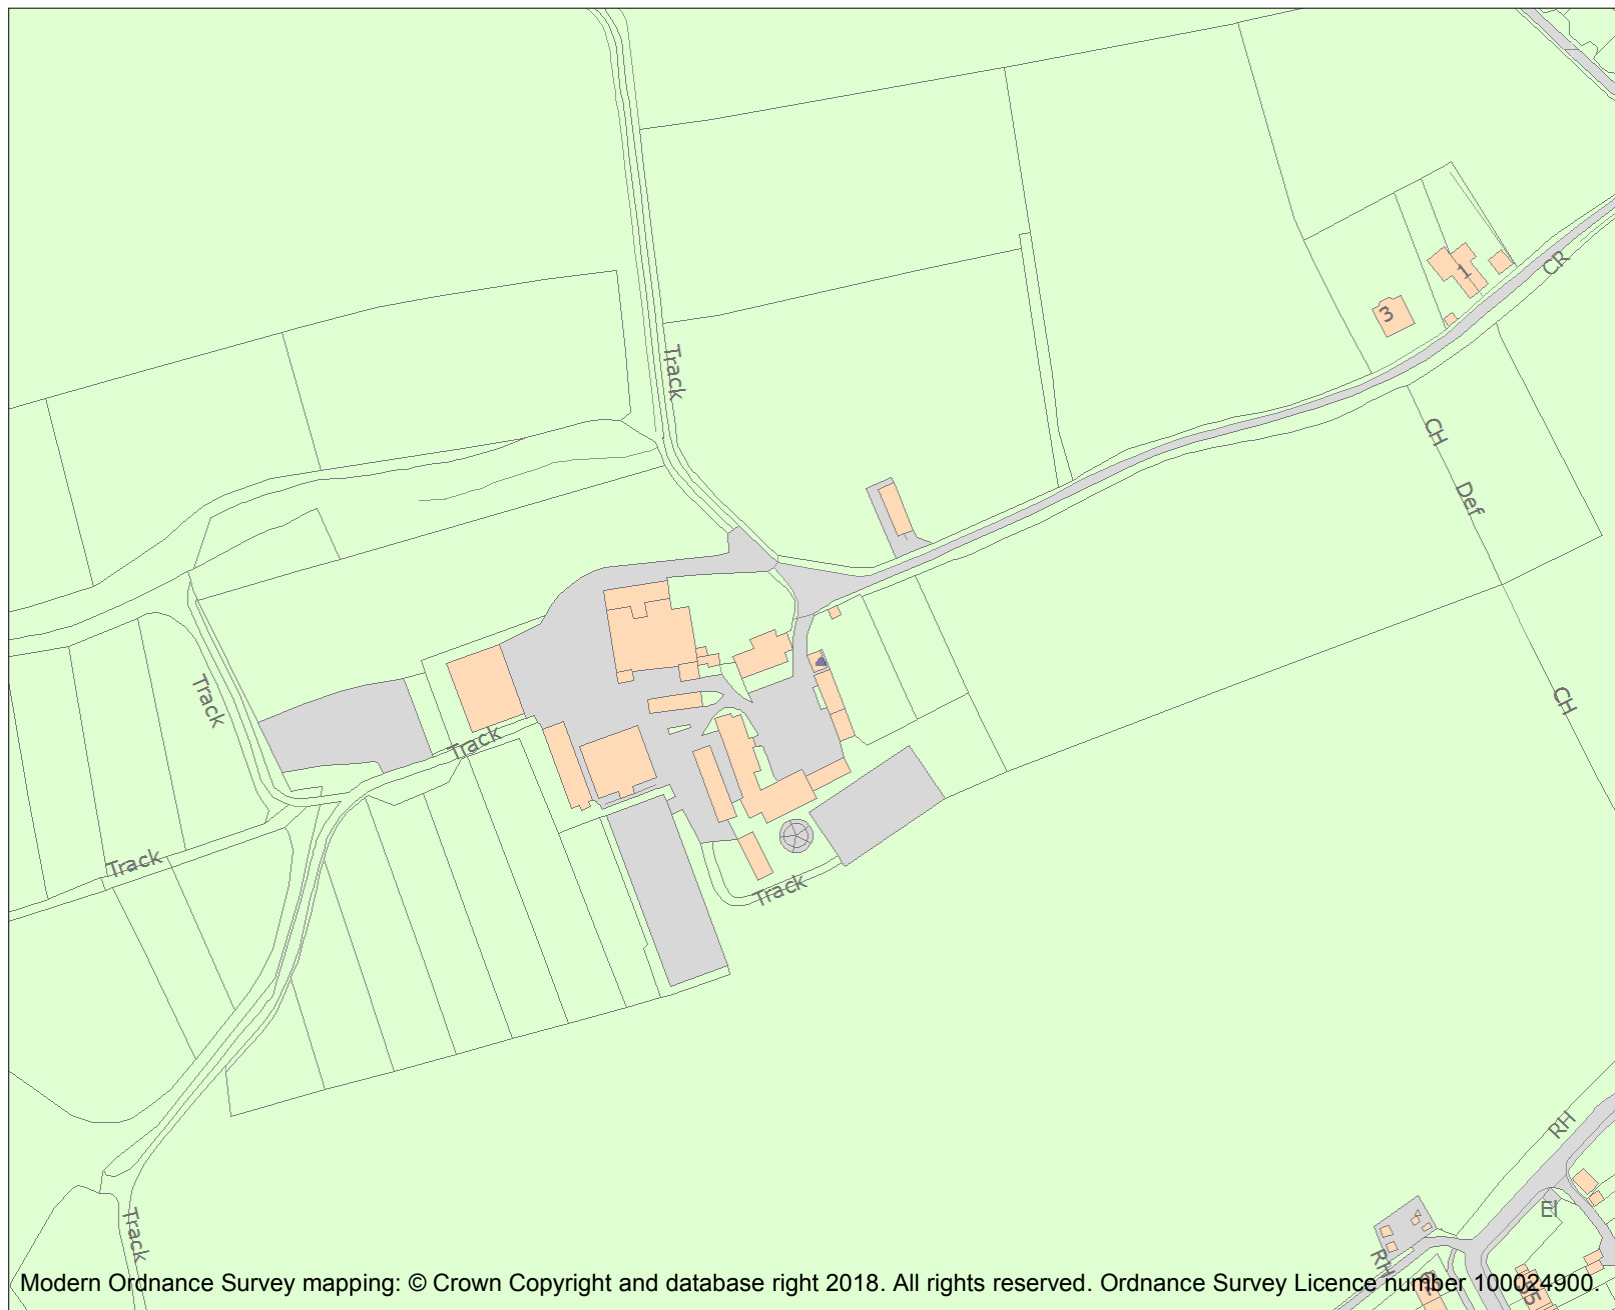 CR
1
3
Track
CH
Def
Track
CH
Track
Track
Track
RH
El
RH
Track
Modern Ordnance Survey mapping: © Crown Copyright and database right 2018. All rights reserved. Ordnance Survey Licence number 100024900.